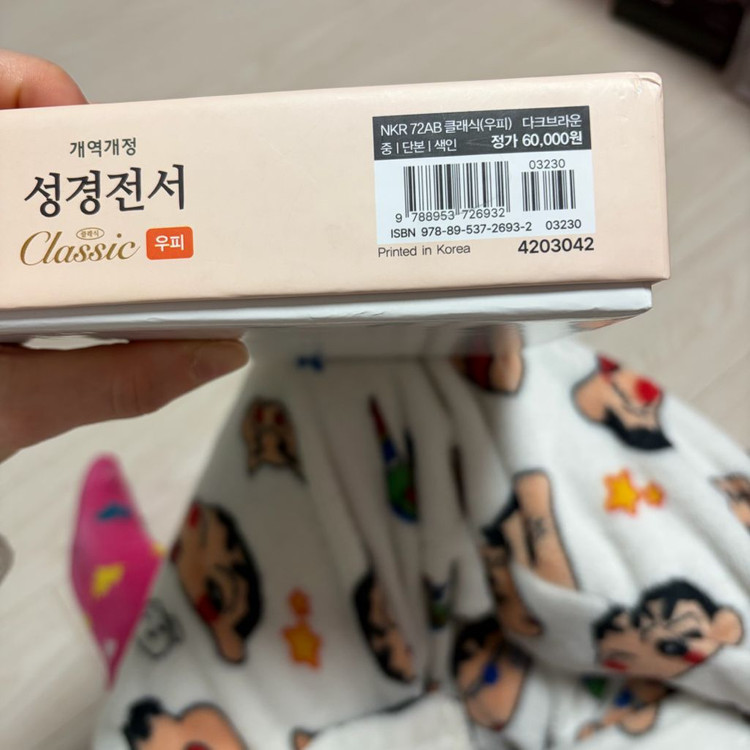 개역개정
성경전서
클래식
Classic 우피
NKR 72AB 클래식(우피) 다크브라운
중 | 단본 | 색인 정가 60,000원
03230
9 788953 726932
ISBN 978-89-537-2693-2 03230
Printed in Korea 4203042